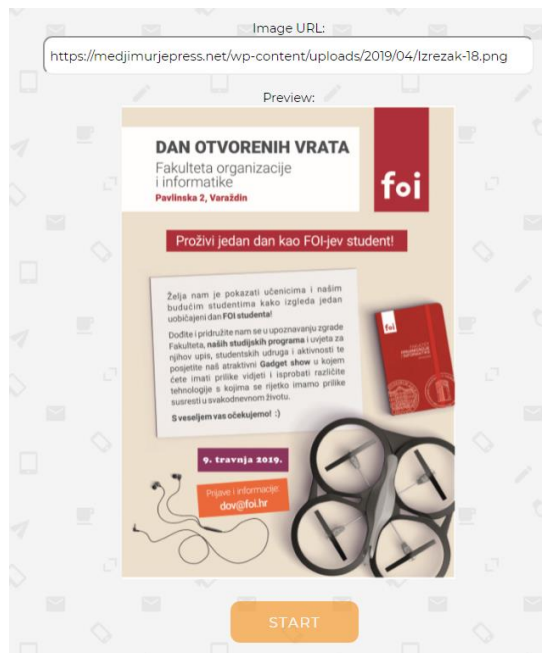 Image URL:
https://medjimurjepress.net/wp-content/uploads/2019/04/Izrezak-18.png
Preview:
DAN OTVORENIH VRATA
Fakulteta organizacije
i informatike
Pavlinska 2, Varaždin
foi
Proživi jedan dan kao FOI-jev student!
Želja nam je pokazati učenicima i našim
budućim studentima kako izgleda jedan
uobičajeni dan FOI studenta!
Dođite i pridružite nam se u upoznavanju zgrade
Fakulteta, naših studijskih programa i uvjeta za
njihov upis, studentskih udruga i aktivnosti te
posjetite naš atraktivni Gadget show u kojem
ćete imati prilike vidjeti i isprobati različite
tehnologije s kojima se rijetko imamo prilike
susresti u svakodnevnom životu.
S veseljem vas očekujemo! :)
foi
9. travnja 2019.
Prijave i informacije:
dov@foi.hr
START